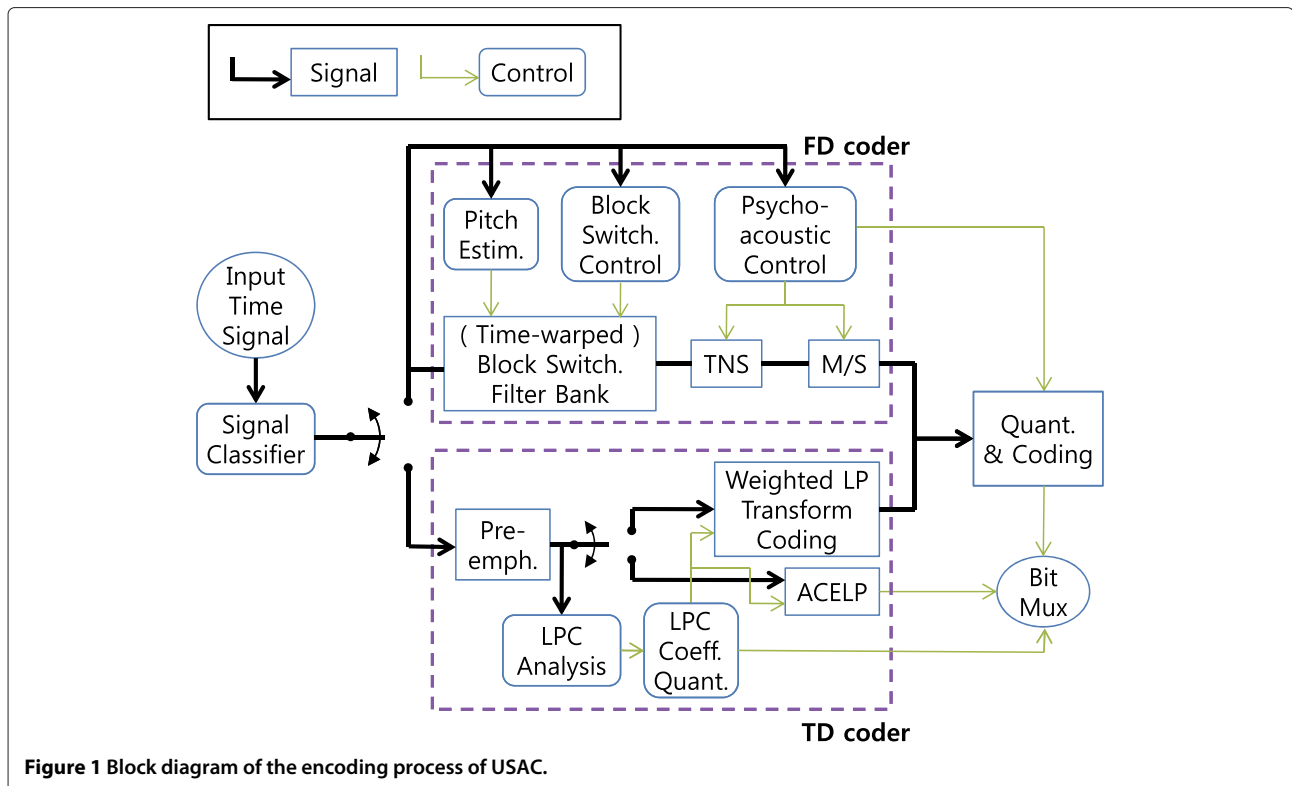 Signal
Control
FD coder
Pitch
Estim.
Block
Switch.
Control
Psycho-
acoustic
Control
Input
Time
Signal
( Time-warped )
Block Switch.
Filter Bank
TNS
M/S
Signal
Classifier
Quant.
& Coding
Weighted LP
Transform
Coding
Pre-
emph.
ACELP
Bit
Mux
LPC
Analysis
LPC
Coeff.
Quant.
TD coder
Figure 1 Block diagram of the encoding process of USAC.